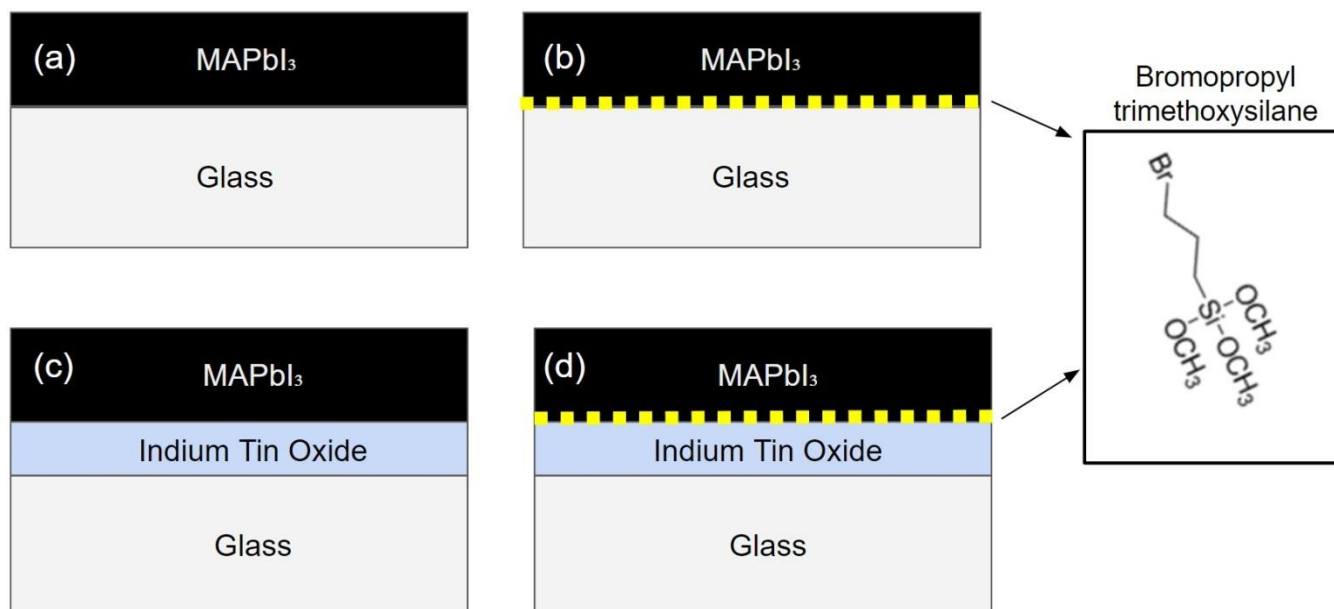 (a) MAPbI₃
Glass
(b) MAPbI₃
Glass
Bromopropyl
trimethoxysilane
Br
Si
OCH₃
OCH₃
OCH₃
(c) MAPbI₃
Indium Tin Oxide
Glass
(d) MAPbI₃
Indium Tin Oxide
Glass